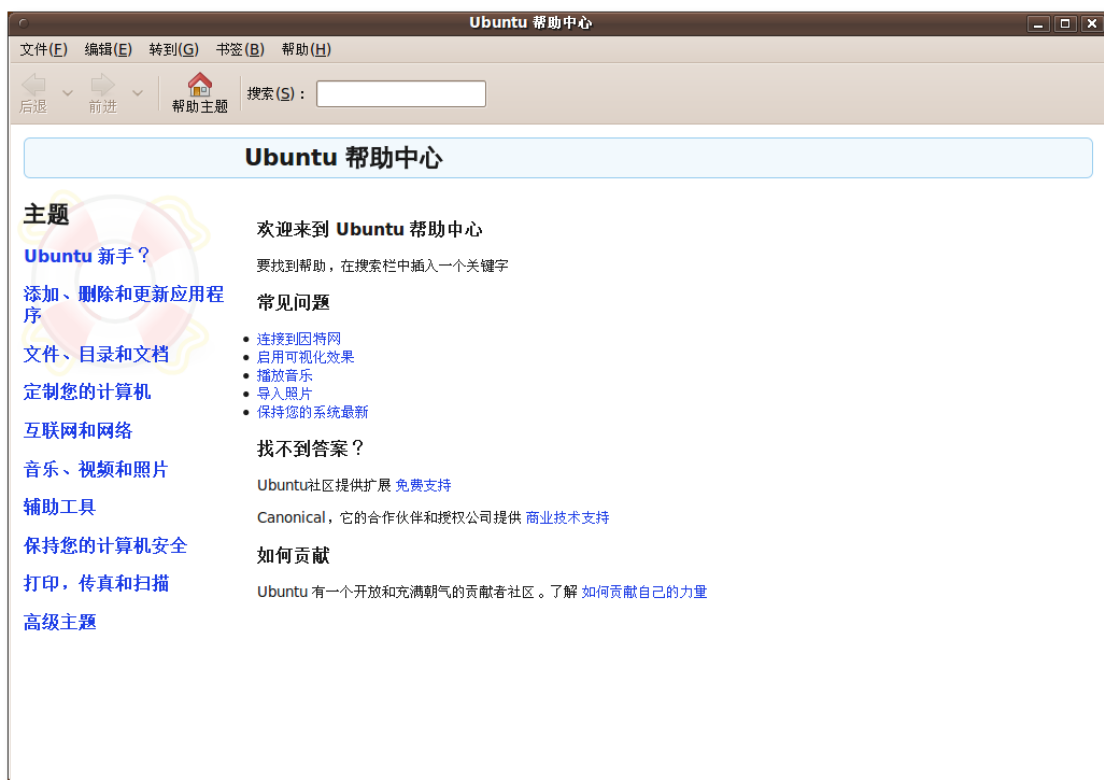 Ubuntu 帮助中心
文件(F) 编辑(E) 转到(G) 书签(B) 帮助(H)
后退 前进 帮助主题 搜索(S)：
Ubuntu 帮助中心
主题
Ubuntu 新手？
添加、删除和更新应用程
序
文件、目录和文档
定制您的计算机
互联网和网络
音乐、视频和照片
辅助工具
保持您的计算机安全
打印，传真和扫描
高级主题
欢迎来到 Ubuntu 帮助中心
要找到帮助，在搜索栏中插入一个关键字
常见问题
连接到因特网
启用可视化效果
播放音乐
导入照片
保持您的系统最新
找不到答案？
Ubuntu社区提供扩展 免费支持
Canonical，它的合作伙伴和授权公司提供 商业技术支持
如何贡献
Ubuntu 有一个开放和充满朝气的贡献者社区。了解 如何贡献自己的力量